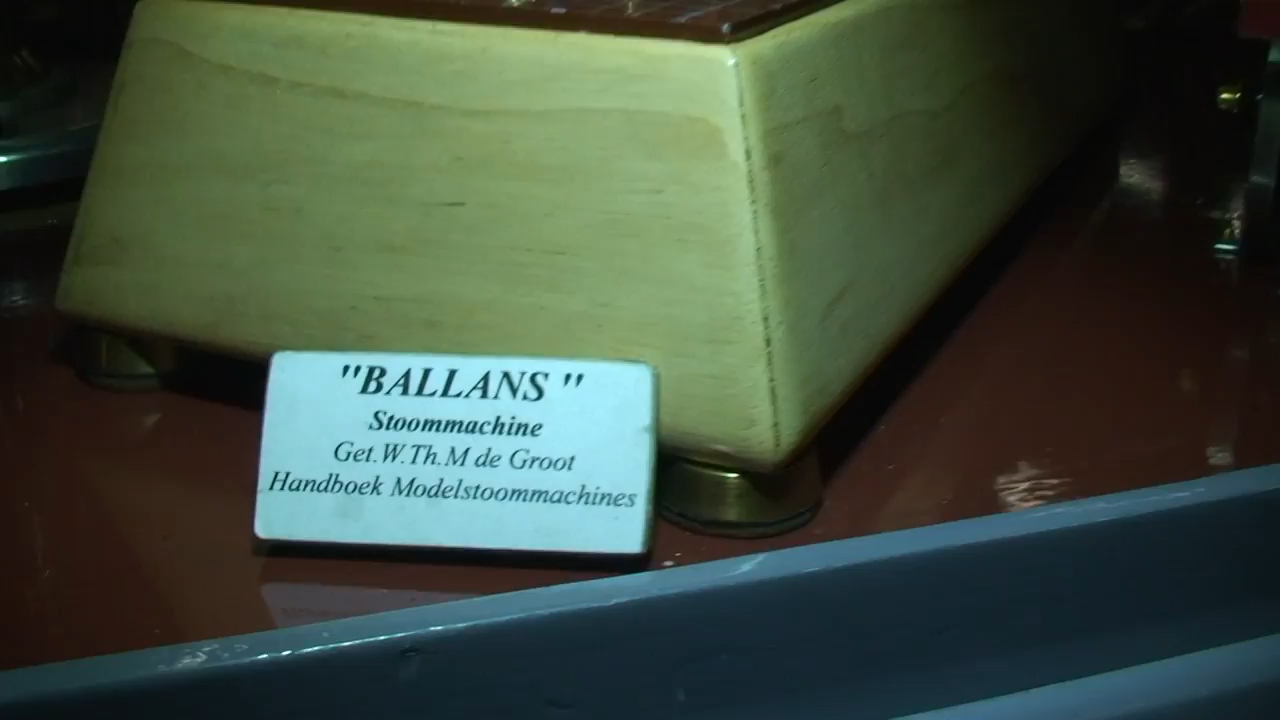 "BALLANS "
Stoommachine
Get.W.Th.M de Groot
Handboek Modelstoommachines